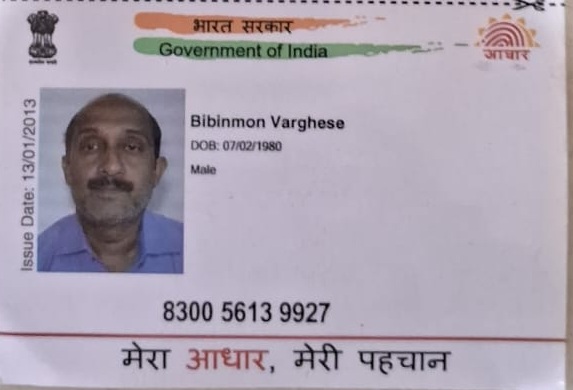 भारत सरकार
Government of India
आधार
Issue Date: 13/01/2013
Bibinmon Varghese
DOB: 07/02/1980
Male
8300 5613 9927
मेरा आधार, मेरी पहचान